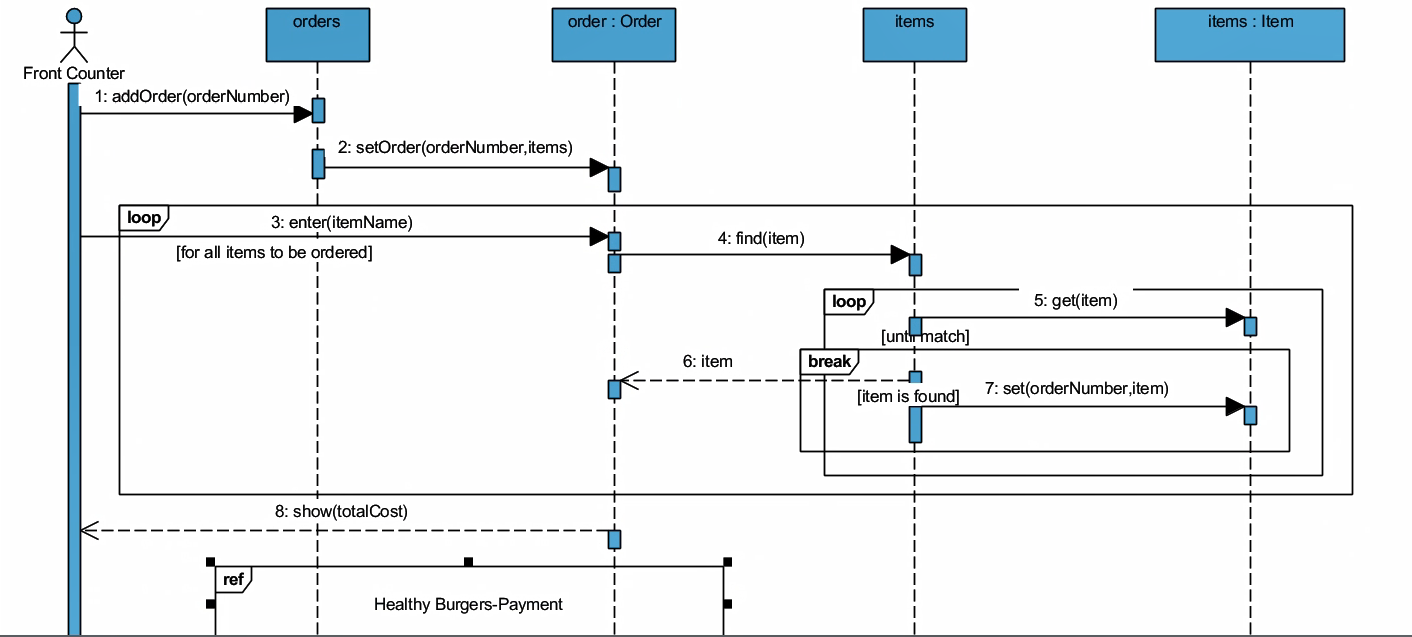 orders
order : Order
items
items : Item
Front Counter
1: addOrder(orderNumber)
2: setOrder(orderNumber,items)
loop
3: enter(itemName)
[for all items to be ordered]
4: find(item)
loop
5: get(item)
[until match]
break
6: item
[item is found]
7: set(orderNumber,item)
8: show(totalCost)
ref
Healthy Burgers-Payment